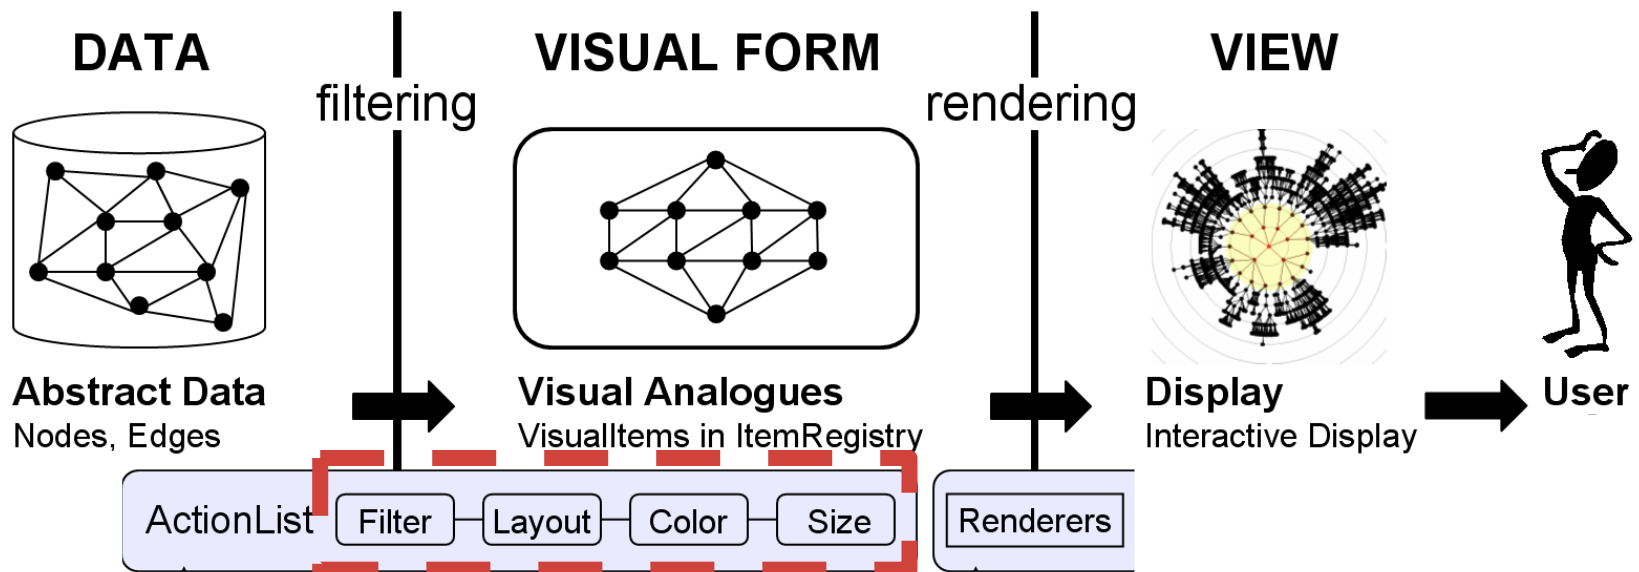 DATA
VISUAL FORM
VIEW
filtering
rendering
Abstract Data
Nodes, Edges
Visual Analogues
VisualItems in ItemRegistry
Display
Interactive Display
User
ActionList
Filter
Layout
Color
Size
Renderers